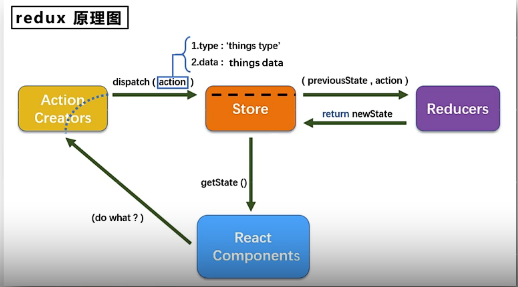 redux 原理图
1.type : 'things type'
2.data : things data
dispatch ( action )
( previousState , action )
Action
Creators
Store
Reducers
return newState
getState ()
(do what ? )
React
Components